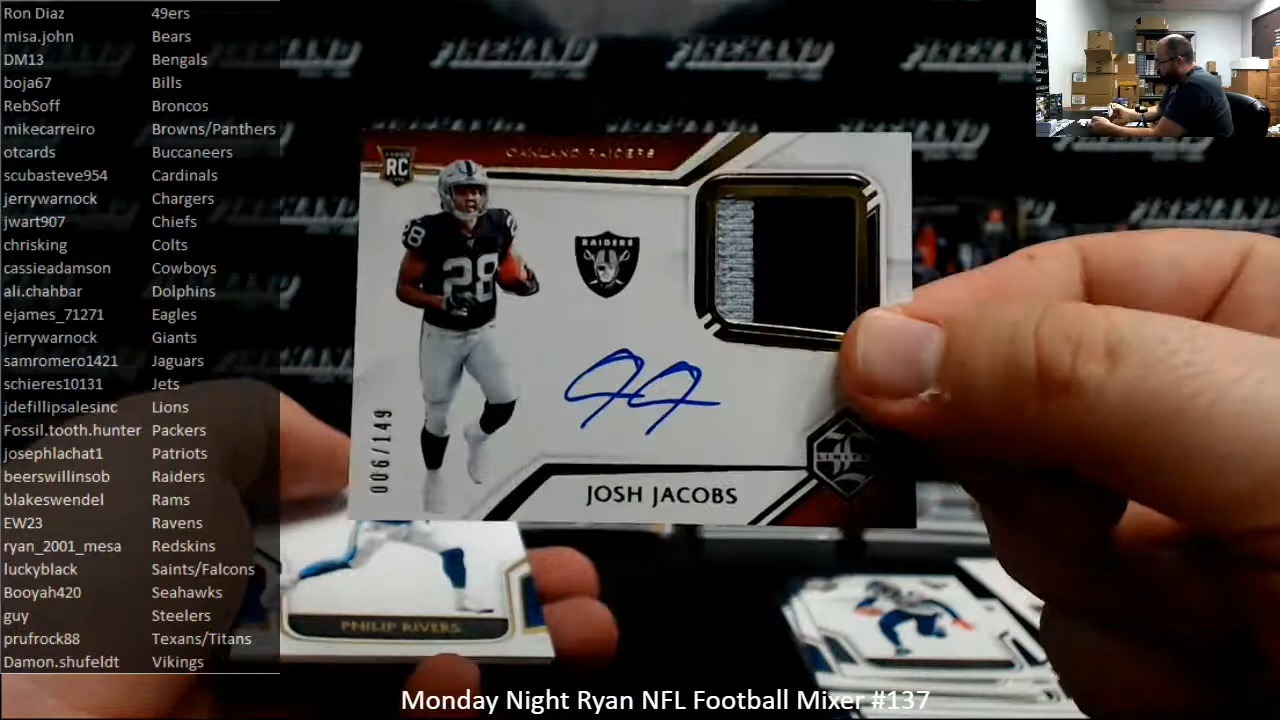 Ron Diaz 49ers
misa.john Bears
DM13 Bengals
boja67 Bills
RebSoff Broncos
mikecarreiro Browns/Panthers
otcards Buccaneers
scubasteve954 Cardinals
jerrywarnock Chargers
jwart907 Chiefs
chrisking Colts
cassieadamson Cowboys
ali.chahbar Dolphins
ejames_71271 Eagles
jerrywarnock Giants
samromero1421 Jaguars
schieres10131 Jets
jdefillipsalesinc Lions
Fossil.tooth.hunter Packers
josephlachat1 Patriots
beerswillinsob Raiders
blakeswendel Rams
EW23 Ravens
ryan_2001_mesa Redskins
luckyblack Saints/Falcons
Booyah420 Seahawks
guy Steelers
prufrock88 Texans/Titans
Damon.shufeldt Vikings
OAKLAND RAIDERS
RC
28
28
RAIDERS
006/149
LIMITED
JOSH JACOBS
PHILIP RIVERS
Monday Night Ryan NFL Football Mixer #137